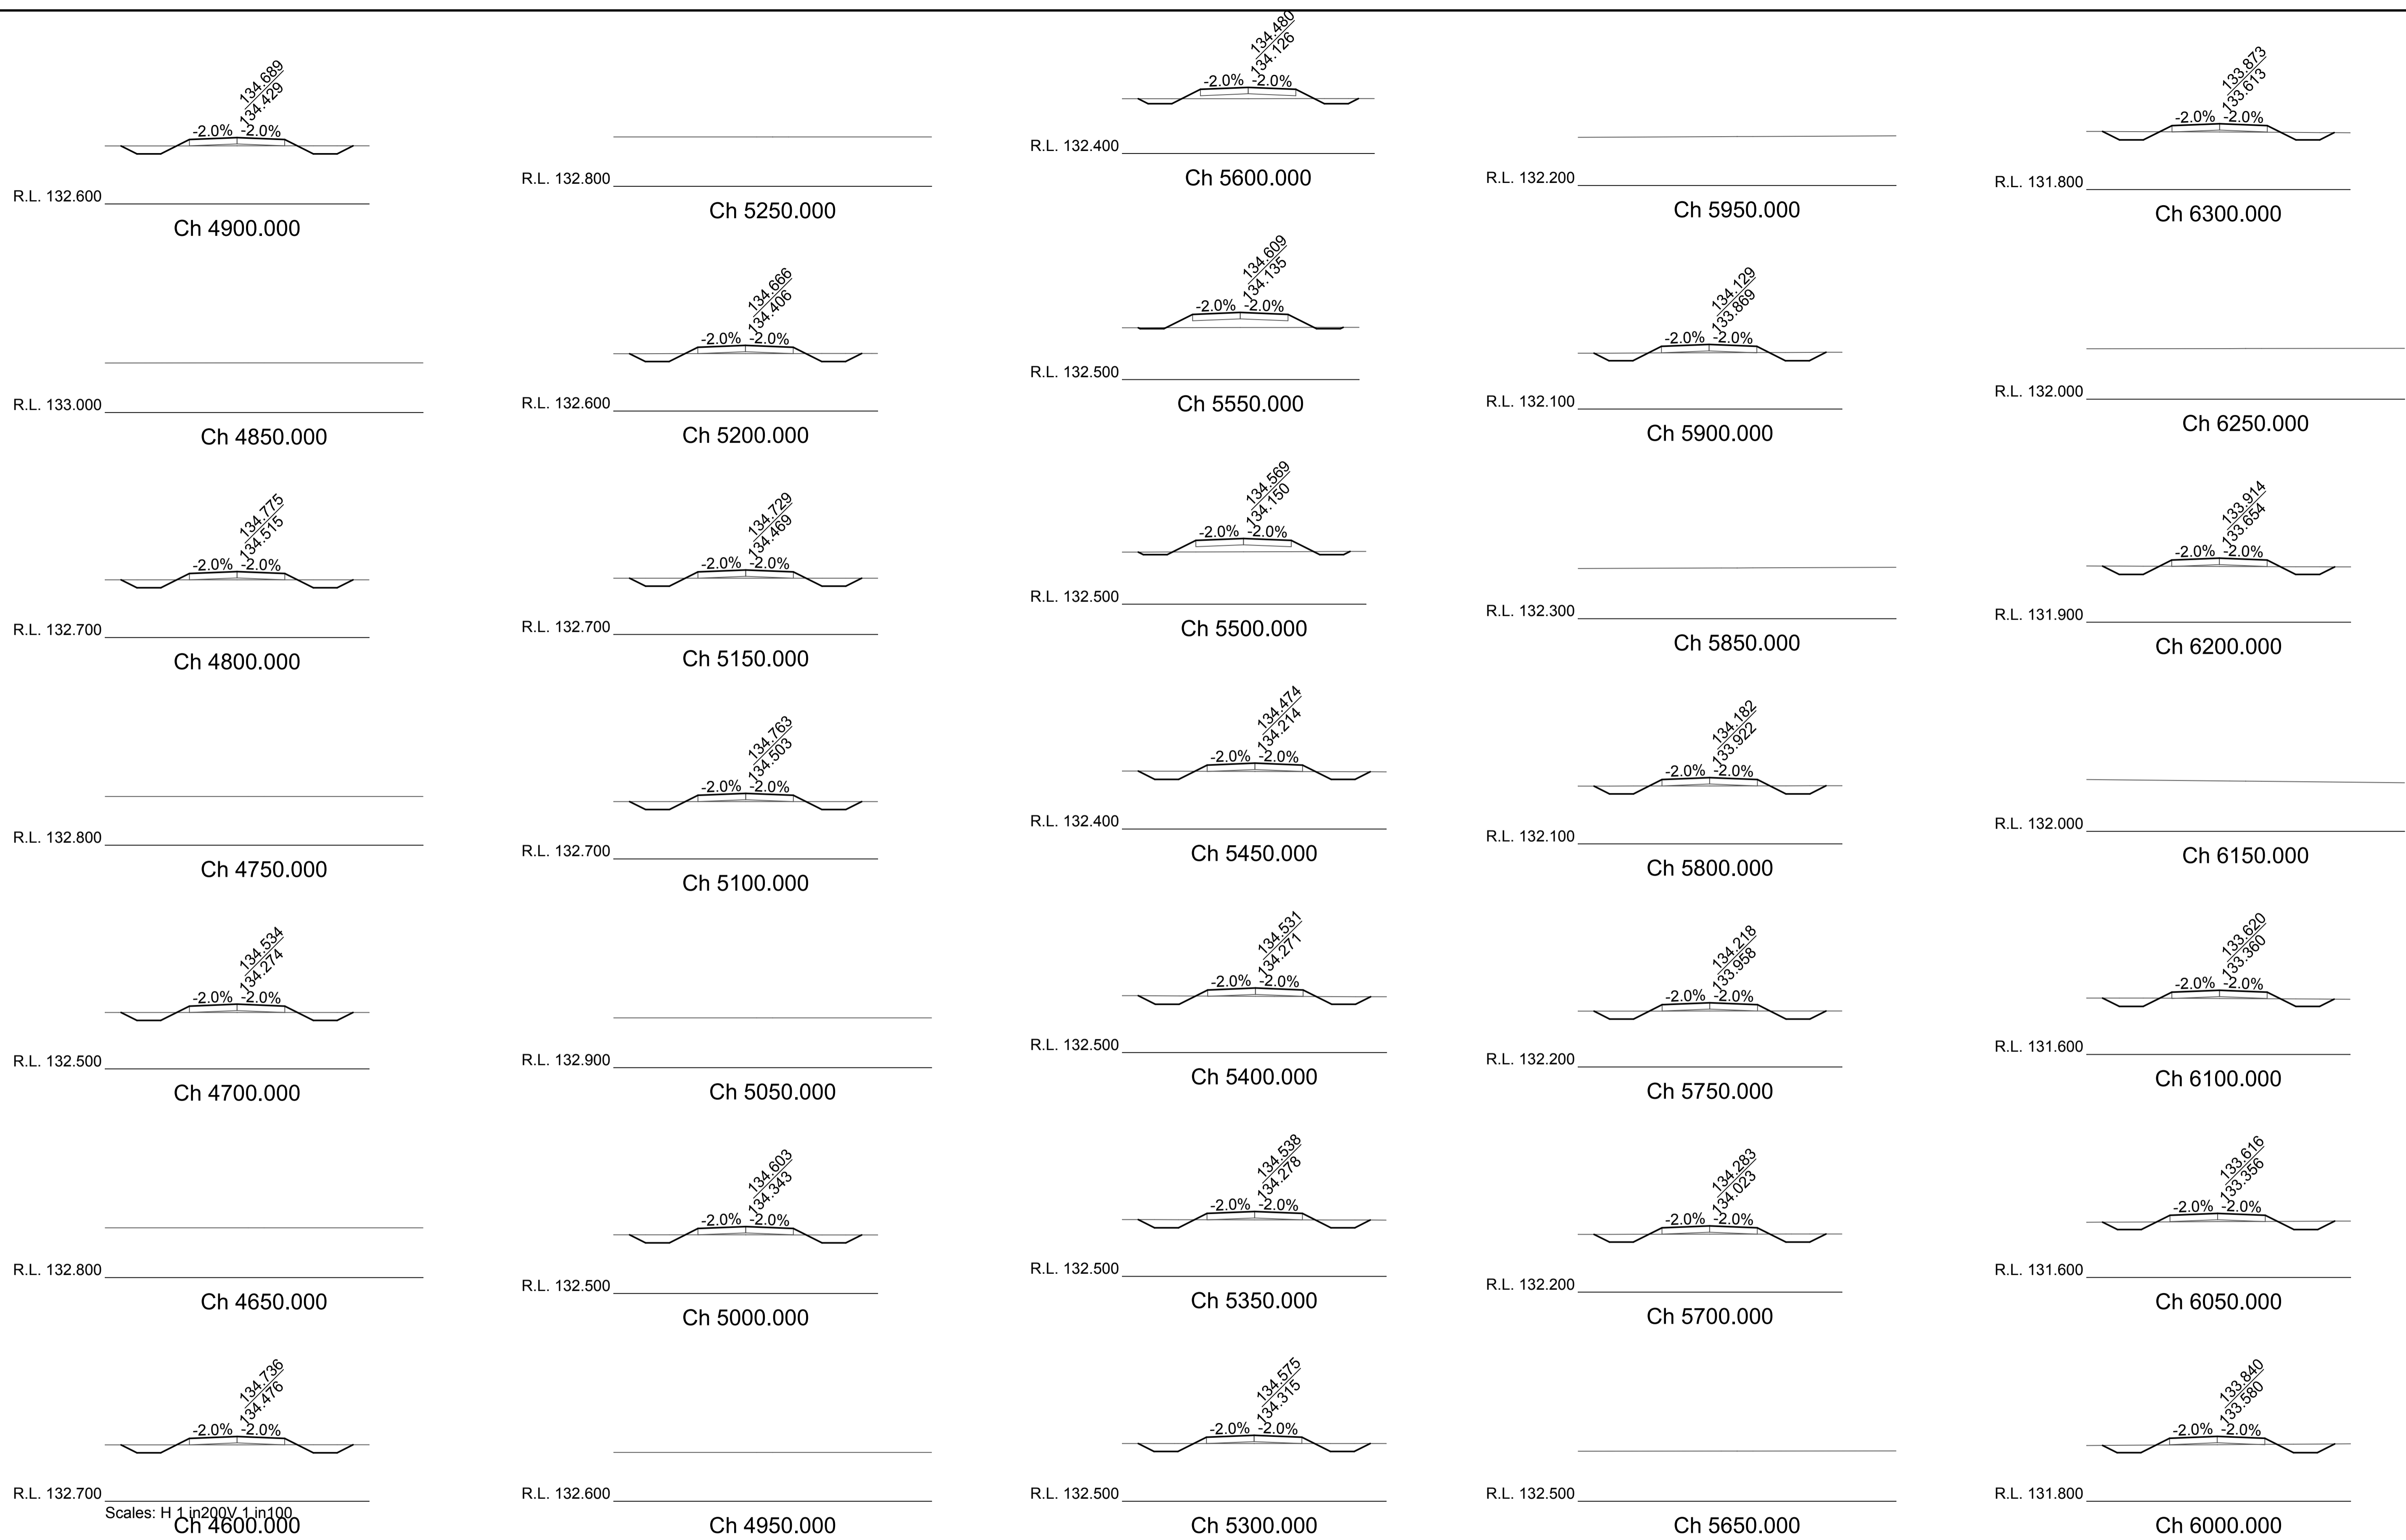 134.689
134.429
-2.0% -2.0%
R.L. 132.600
Ch 4900.000
R.L. 132.800
Ch 5250.000
134.480
134.126
-2.0% -2.0%
R.L. 132.400
Ch 5600.000
R.L. 132.200
Ch 5950.000
133.873
133.613
-2.0% -2.0%
R.L. 131.800
Ch 6300.000
R.L. 133.000
Ch 4850.000
134.666
134.406
-2.0% -2.0%
R.L. 132.600
Ch 5200.000
134.609
134.135
-2.0% -2.0%
R.L. 132.500
Ch 5550.000
134.129
133.869
-2.0% -2.0%
R.L. 132.100
Ch 5900.000
R.L. 132.000
Ch 6250.000
134.775
134.515
-2.0% -2.0%
R.L. 132.700
Ch 4800.000
134.729
134.469
-2.0% -2.0%
R.L. 132.700
Ch 5150.000
134.569
134.150
-2.0% -2.0%
R.L. 132.500
Ch 5500.000
R.L. 132.300
Ch 5850.000
133.914
133.654
-2.0% -2.0%
R.L. 131.900
Ch 6200.000
R.L. 132.800
Ch 4750.000
134.763
134.503
-2.0% -2.0%
R.L. 132.700
Ch 5100.000
134.474
134.214
-2.0% -2.0%
R.L. 132.400
Ch 5450.000
134.182
133.922
-2.0% -2.0%
R.L. 132.100
Ch 5800.000
R.L. 132.000
Ch 6150.000
134.534
134.274
-2.0% -2.0%
R.L. 132.500
Ch 4700.000
R.L. 132.900
Ch 5050.000
134.531
134.271
-2.0% -2.0%
R.L. 132.500
Ch 5400.000
134.218
133.958
-2.0% -2.0%
R.L. 132.200
Ch 5750.000
133.620
133.360
-2.0% -2.0%
R.L. 131.600
Ch 6100.000
R.L. 132.800
Ch 4650.000
134.603
134.343
-2.0% -2.0%
R.L. 132.500
Ch 5000.000
134.538
134.278
-2.0% -2.0%
R.L. 132.500
Ch 5350.000
134.283
134.023
-2.0% -2.0%
R.L. 132.200
Ch 5700.000
133.616
133.356
-2.0% -2.0%
R.L. 131.600
Ch 6050.000
134.736
134.476
-2.0% -2.0%
R.L. 132.700
Scales: H 1 in200V 1 in100
Ch 4600.000
R.L. 132.600
Ch 4950.000
134.575
134.315
-2.0% -2.0%
R.L. 132.500
Ch 5300.000
R.L. 132.500
Ch 5650.000
133.840
133.580
-2.0% -2.0%
R.L. 131.800
Ch 6000.000